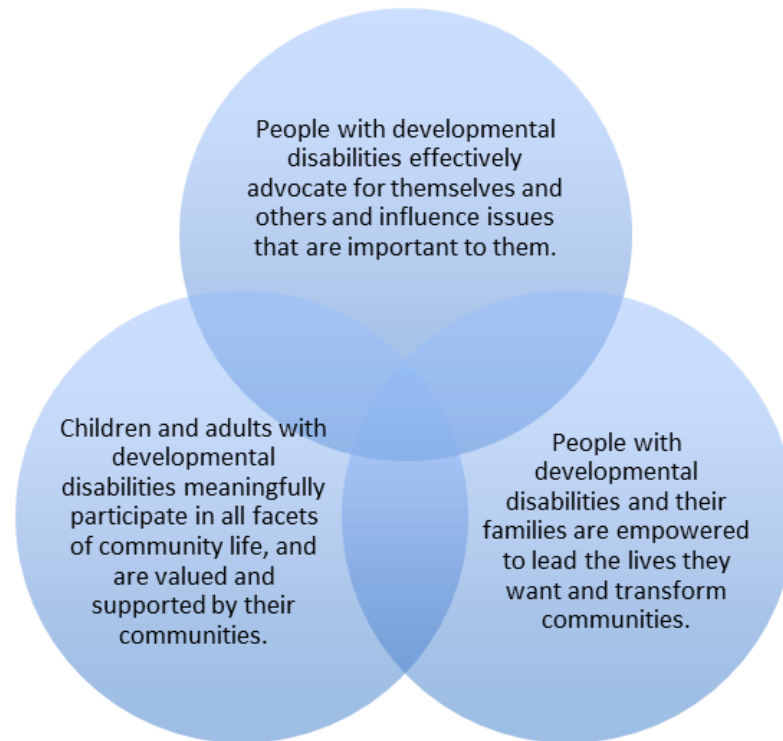 People with developmental
disabilities effectively
advocate for themselves and
others and influence issues
that are important to them.
Children and adults with
developmental
disabilities meaningfully
participate in all facets
of community life, and
are valued and
supported by their
communities.
People with
developmental
disabilities and their
families are empowered
to lead the lives they
want and transform
communities.